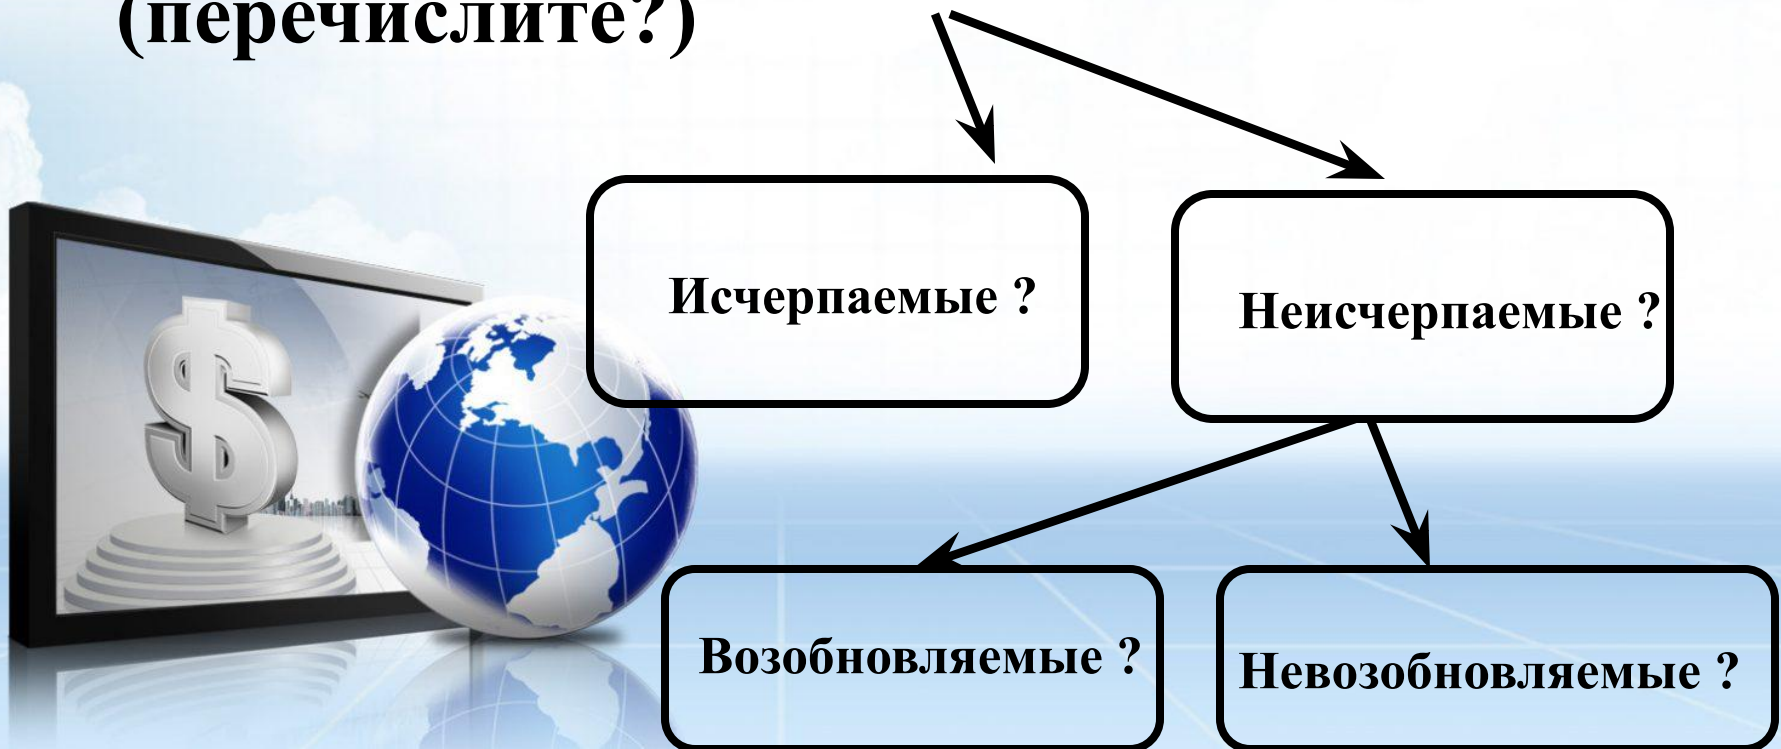 (перечислите?)
Исчерпаемые ?
Неисчерпаемые ?
Возобновляемые ?
Невозобновляемые ?